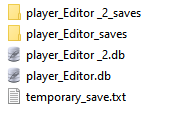 player_Editor _2_saves
player_Editor_saves
player_Editor _2.db
player_Editor.db
temporary_save.txt